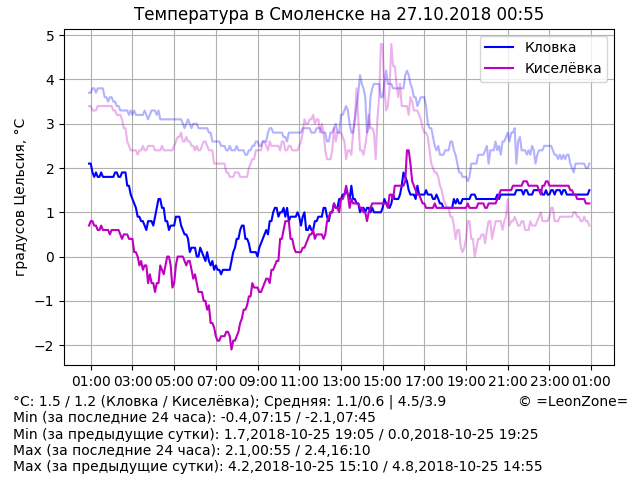 Температура в Смоленске на 27.10.2018 00:55
градусов Цельсия, °C
5
4
3
2
1
0
−1
−2
Кловка
Киселёвка
01:00 03:00 05:00 07:00 09:00 11:00 13:00 15:00 17:00 19:00 21:00 23:00 01:00
°C: 1.5 / 1.2 (Кловка / Киселёвка); Средняя: 1.1/0.6 | 4.5/3.9 © =LeonZone=
Min (за последние 24 часа): -0.4,07:15 / -2.1,07:45
Min (за предыдущие сутки): 1.7,2018-10-25 19:05 / 0.0,2018-10-25 19:25
Max (за последние 24 часа): 2.1,00:55 / 2.4,16:10
Max (за предыдущие сутки): 4.2,2018-10-25 15:10 / 4.8,2018-10-25 14:55